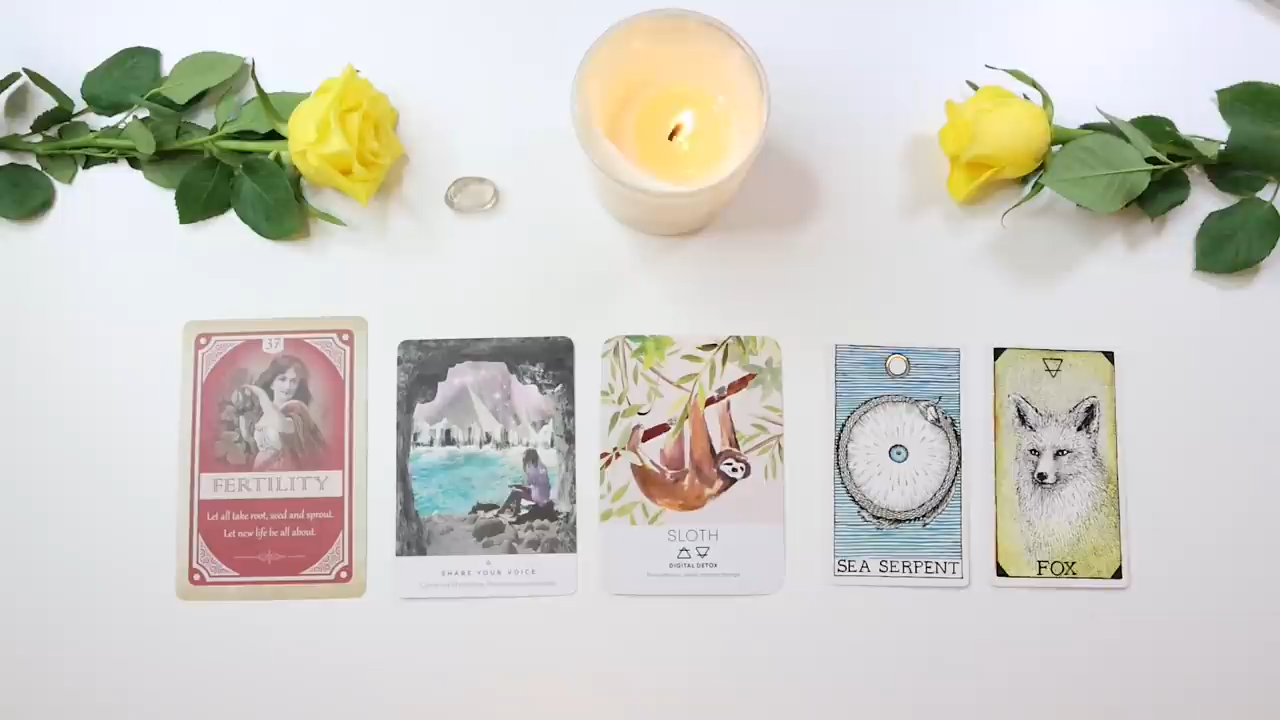 37
FERTILITY
Let all take root, seed and sprout.
Let new life be all about.
SHARE YOUR VOICE
SLOTH
DIGITAL DETOX
SEA SERPENT
FOX